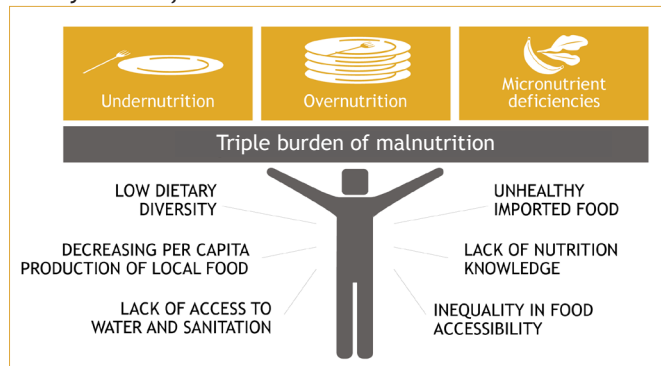 Undernutrition
Overnutrition
Micronutrient
deficiencies
Triple burden of malnutrition
LOW DIETARY
DIVERSITY
DECREASING PER CAPITA
PRODUCTION OF LOCAL FOOD
LACK OF ACCESS TO
WATER AND SANITATION
UNHEALTHY
IMPORTED FOOD
LACK OF NUTRITION
KNOWLEDGE
INEQUALITY IN FOOD
ACCESSIBILITY